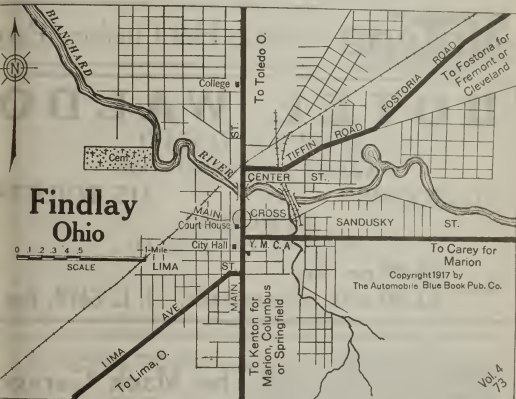 BLANCHARD
RIVER
N
College
To Toledo O.
ST.
FOSTORIA ROAD
To Fostoria for
Fremont or
Cleveland
TIFFIN ROAD
Cem.
CENTER ST.
Findlay
Ohio
MAIN
CROSS
SANDUSKY ST.
Court House
City Hall
Y. M. C. A.
0 .1 .2 .3 .4 .5
1-Mile
SCALE
LIMA ST.
MAIN
To Carey for
Marion
Copyright 1917 by
The Automobile Blue Book Pub. Co.
LIMA AVE
To Lima, O.
To Kenton for
Marion, Columbus
or Springfield
Vol. 4
73